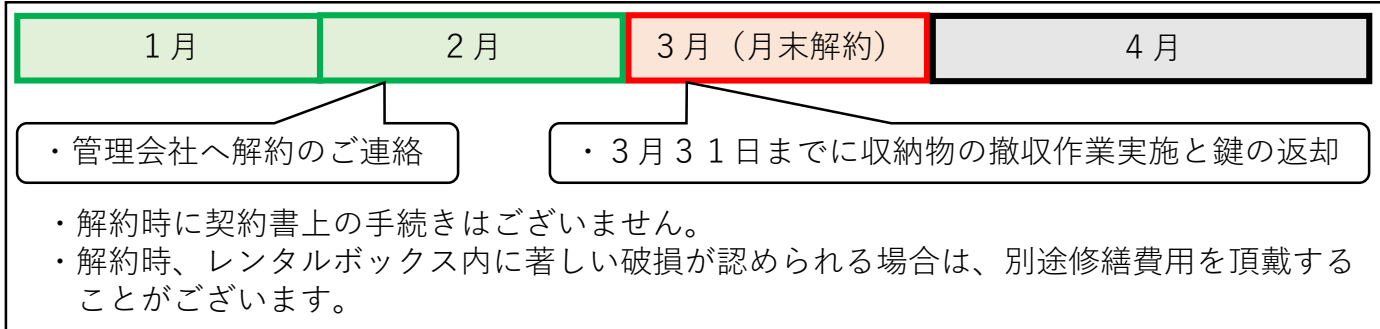 １月
２月
３月（月末解約）
４月
・管理会社へ解約のご連絡
・３月３１日までに収納物の撤収作業実施と鍵の返却
・解約時に契約書上の手続きはございません。
・解約時、レンタルボックス内に著しい破損が認められる場合は、別途修繕費用を頂戴する
ことがございます。